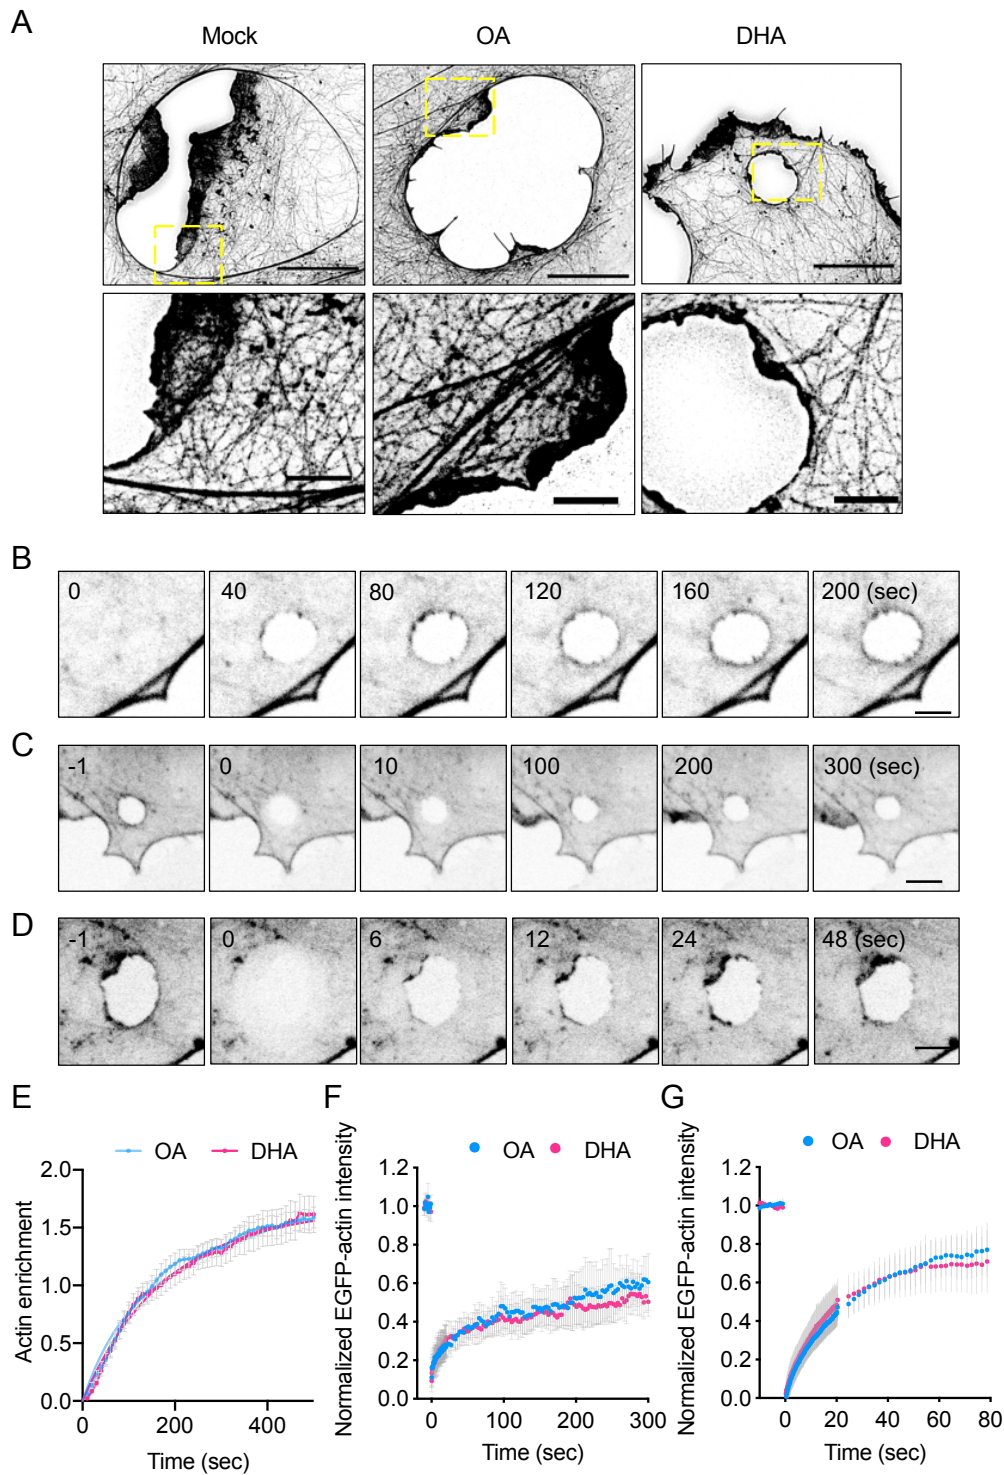 A
Mock OA DHA
B
0 40 80 120 160 200 (sec)
C
-1 0 10 100 200 300 (sec)
D
-1 0 6 12 24 48 (sec)
E
OA DHA
2.0
1.5
1.0
0.5
0.0
0 200 400
Actin enrichment
Time (sec)
F
OA DHA
1.2
1.0
0.8
0.6
0.4
0.2
0.0
0 100 200 300
Normalized EGFP-actin intensity
Time (sec)
G
OA DHA
1.2
1.0
0.8
0.6
0.4
0.2
0.0
0 20 40 60 80
Normalized EGFP-actin intensity
Time (sec)